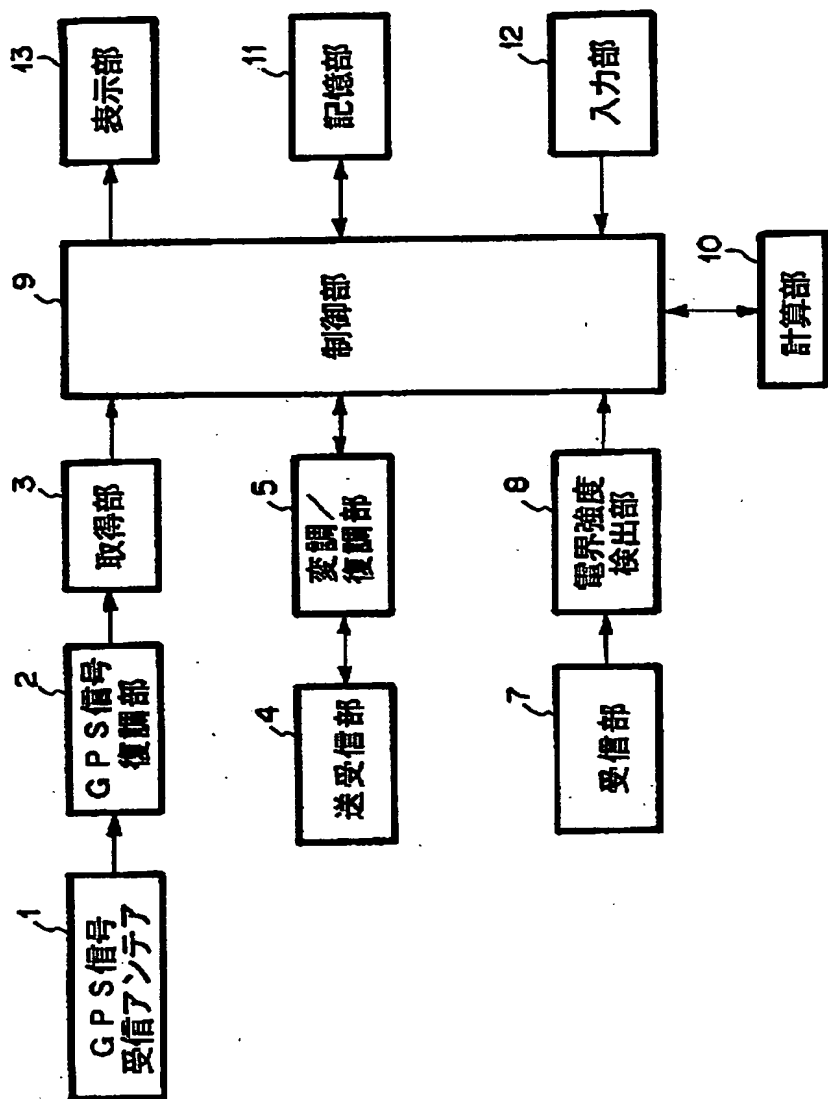 1
GPS信号
受信アンテア
2
GPS信号
復調部
3
取得部
9
制御部
13
表示部
4
送受信部
5
変調/
復調部
11
記憶部
7
受信部
8
電界強度
検出部
12
入力部
10
計算部